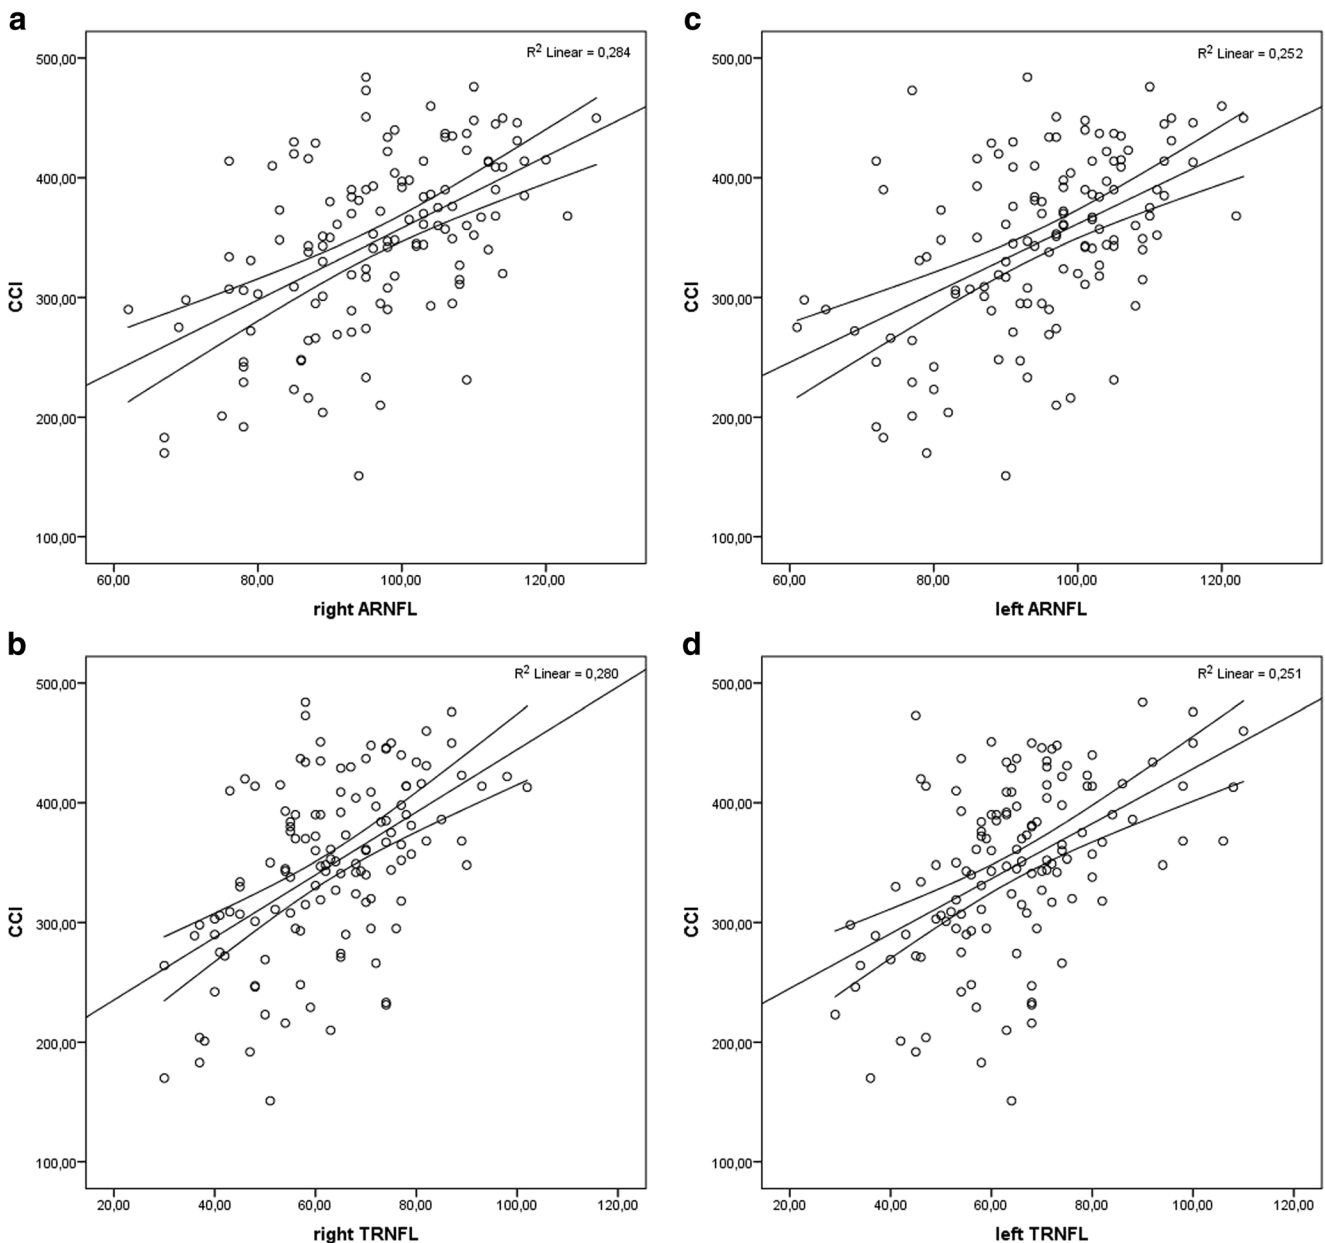 a
R² Linear = 0,284
500,00
400,00
300,00
200,00
100,00
CCI
60,00 80,00 100,00 120,00
right ARNFL
c
R² Linear = 0,252
500,00
400,00
300,00
200,00
100,00
CCI
60,00 80,00 100,00 120,00
left ARNFL
b
R² Linear = 0,280
500,00
400,00
300,00
200,00
100,00
CCI
20,00 40,00 60,00 80,00 100,00 120,00
right TRNFL
d
R² Linear = 0,251
500,00
400,00
300,00
200,00
100,00
CCI
20,00 40,00 60,00 80,00 100,00 120,00
left TRNFL